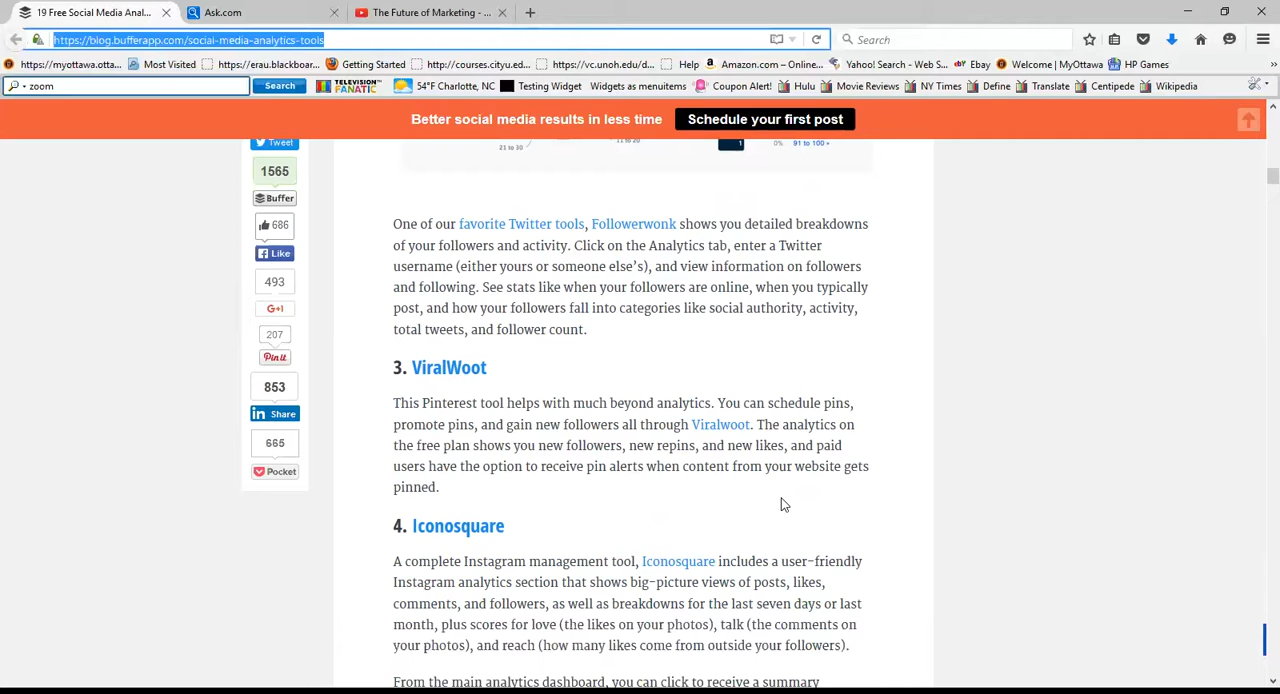 19 Free Social Media Anal...
Ask.com
The Future of Marketing - ...
https://blog.bufferapp.com/social-media-analytics-tools
Search
https://myottawa.otta...
Most Visited
https://erau.blackboar...
Getting Started
http://courses.cityu.ed...
https://vc.unoh.edu/d...
Help
Amazon.com – Online...
Yahoo! Search - Web S...
Ebay
Welcome | MyOttawa
HP Games
zoom
Search
TELEVISION FANATIC
54°F Charlotte, NC
Testing Widget
Widgets as menuitems
Coupon Alert!
Hulu
Movie Reviews
NY Times
Define
Translate
Centipede
Wikipedia
Better social media results in less time
Schedule your first post
Tweet
1565
Buffer
686
Like
493
G+1
207
Pin it
853
in Share
665
Pocket
21 to 30
11 to 20
1
0%
91 to 100 +
One of our favorite Twitter tools, Followerwonk shows you detailed breakdowns
of your followers and activity. Click on the Analytics tab, enter a Twitter
username (either yours or someone else's), and view information on followers
and following. See stats like when your followers are online, when you typically
post, and how your followers fall into categories like social authority, activity,
total tweets, and follower count.
3. ViralWoot
This Pinterest tool helps with much beyond analytics. You can schedule pins,
promote pins, and gain new followers all through Viralwoot. The analytics on
the free plan shows you new followers, new repins, and new likes, and paid
users have the option to receive pin alerts when content from your website gets
pinned.
4. Iconosquare
A complete Instagram management tool, Iconosquare includes a user-friendly
Instagram analytics section that shows big-picture views of posts, likes,
comments, and followers, as well as breakdowns for the last seven days or last
month, plus scores for love (the likes on your photos), talk (the comments on
your photos), and reach (how many likes come from outside your followers).
From the main analytics dashboard, you can click to receive a summary